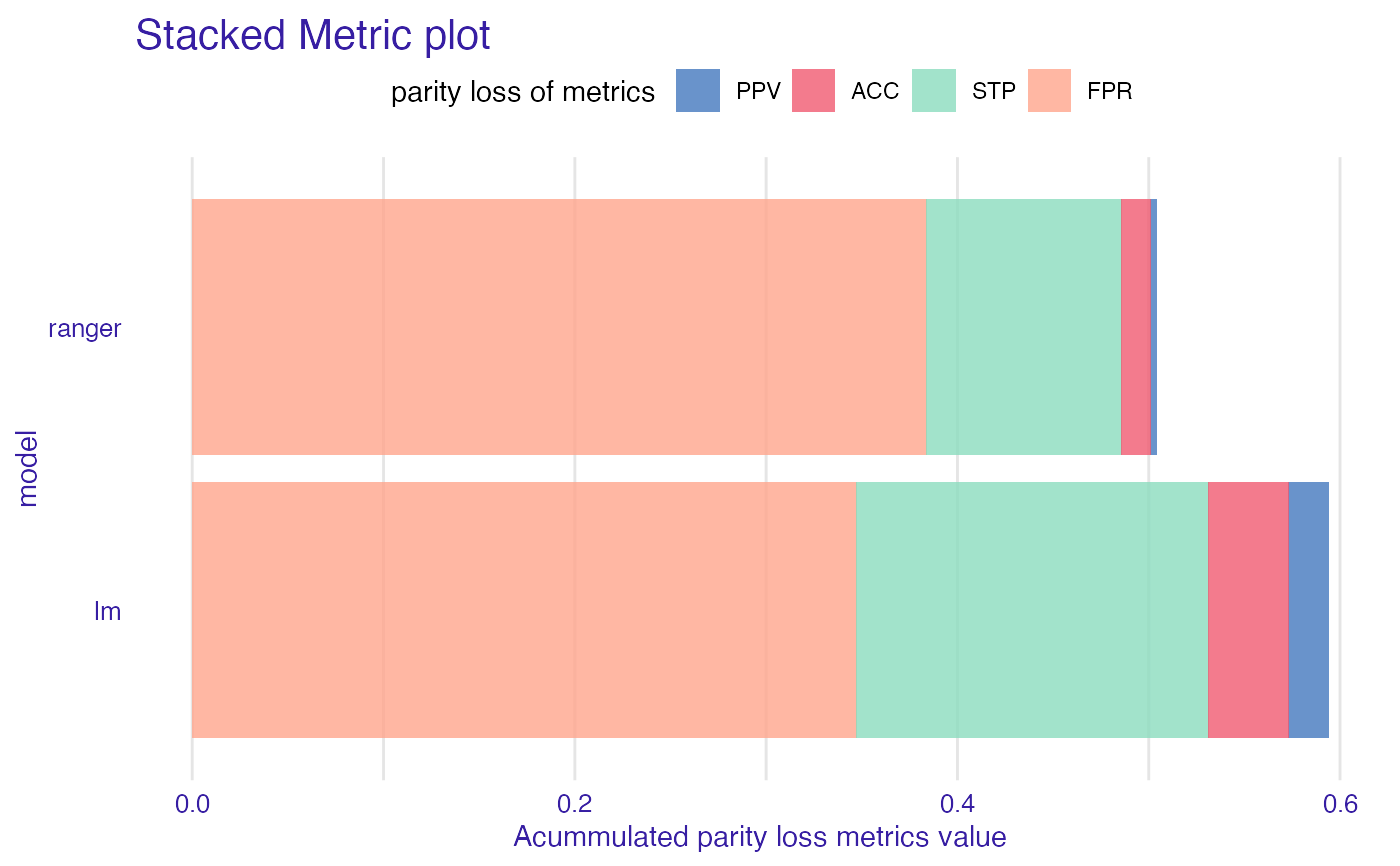 Stacked Metric plot
parity loss of metrics PPV ACC STP FPR
ranger
lm
model
0.0 0.2 0.4 0.6
Acummulated parity loss metrics value